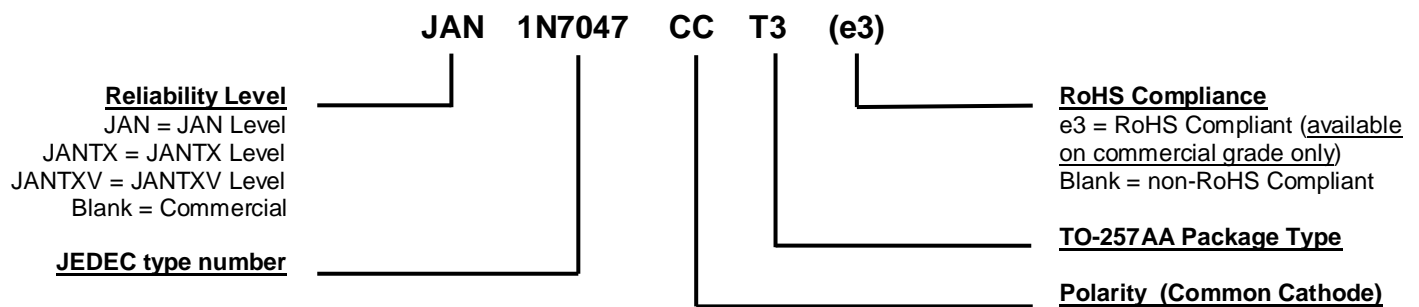 JAN 1N7047 CC T3 (e3)
Reliability Level
JAN = JAN Level
JANTX = JANTX Level
JANTXV = JANTXV Level
Blank = Commercial
JEDEC type number
RoHS Compliance
e3 = RoHS Compliant (available
on commercial grade only)
Blank = non-RoHS Compliant
TO-257AA Package Type
Polarity (Common Cathode)